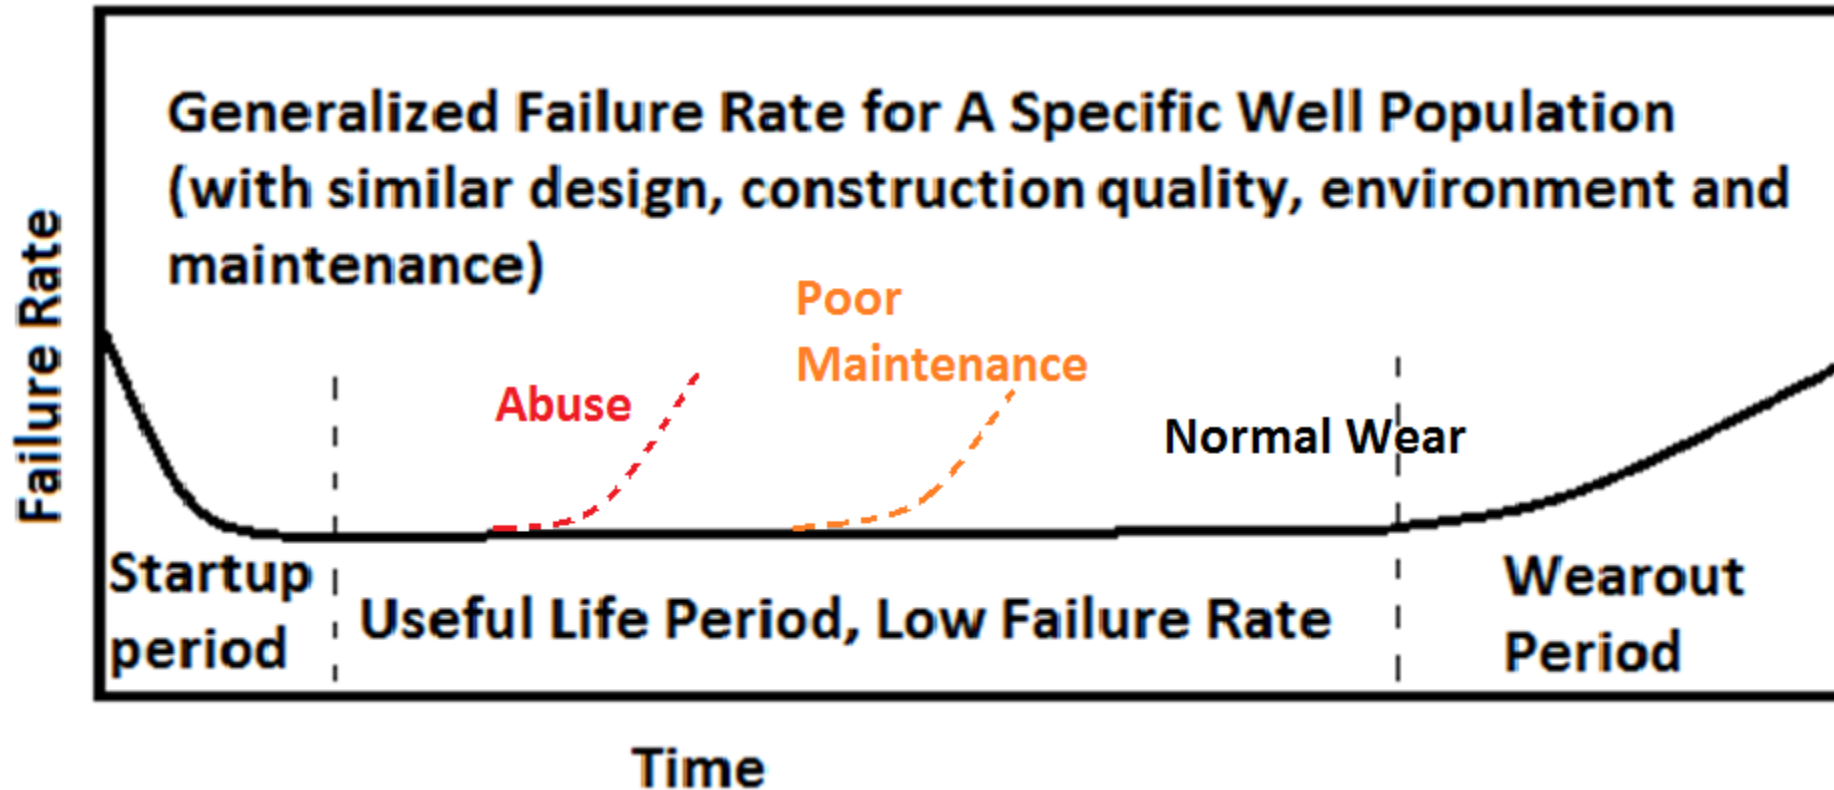 Generalized Failure Rate for A Specific Well Population
(with similar design, construction quality, environment and
maintenance)
Failure Rate
Poor
Maintenance
Abuse
Normal Wear
Startup
period
Useful Life Period, Low Failure Rate
Wearout
Period
Time